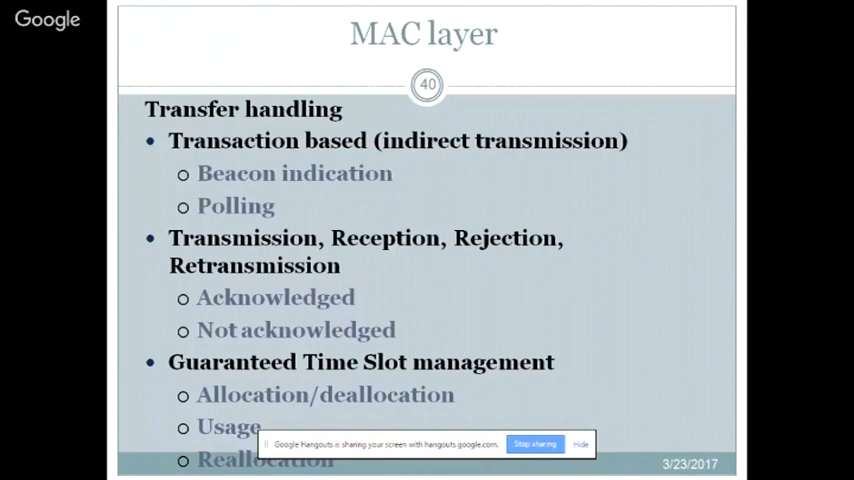 Google
MAC layer
40
Transfer handling
Transaction based (indirect transmission)
Beacon indication
Polling
Transmission, Reception, Rejection,
Retransmission
Acknowledged
Not acknowledged
Guaranteed Time Slot management
Allocation/deallocation
Usage
Google Hangouts is sharing your screen with hangouts.google.com.
Stop sharing
Hide
Reallocation
3/23/2017